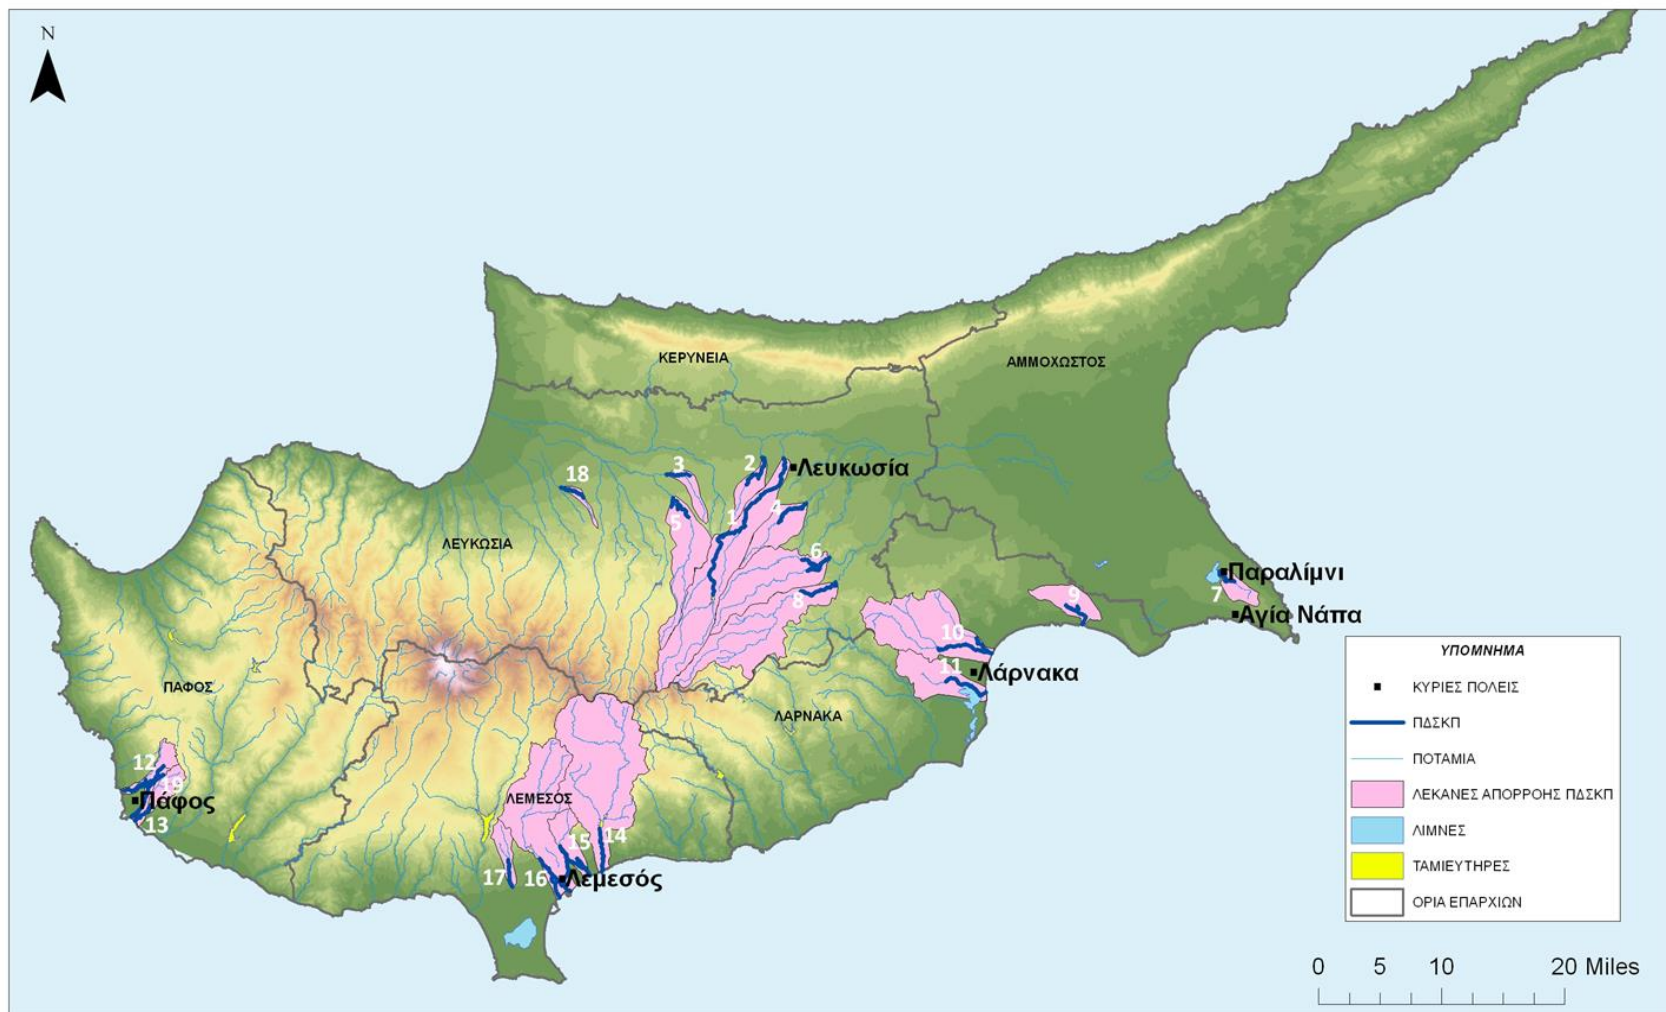 N
ΚΕΡΥΝΕΙΑ
ΑΜΜΟΧΩΣΤΟΣ
18
3
2
Λευκωσία
5
1
4
ΛΕΥΚΩΣΙΑ
6
8
9
7
Παραλίμνι
Αγία Νάπα
10
11
Λάρνακα
ΠΑΦΟΣ
ΛΑΡΝΑΚΑ
12
19
Πάφος
13
ΛΕΜΕΣΟΣ
15
14
17
16
Λεμεσός
ΥΠΟΜΝΗΜΑ
ΚΥΡΙΕΣ ΠΟΛΕΙΣ
ΠΔΣΚΠ
ΠΟΤΑΜΙΑ
ΛΕΚΑΝΕΣ ΑΠΟΡΡΟΗΣ ΠΔΣΚΠ
ΛΙΜΝΕΣ
ΤΑΜΙΕΥΤΗΡΕΣ
ΟΡΙΑ ΕΠΑΡΧΙΩΝ
0 5 10 20 Miles